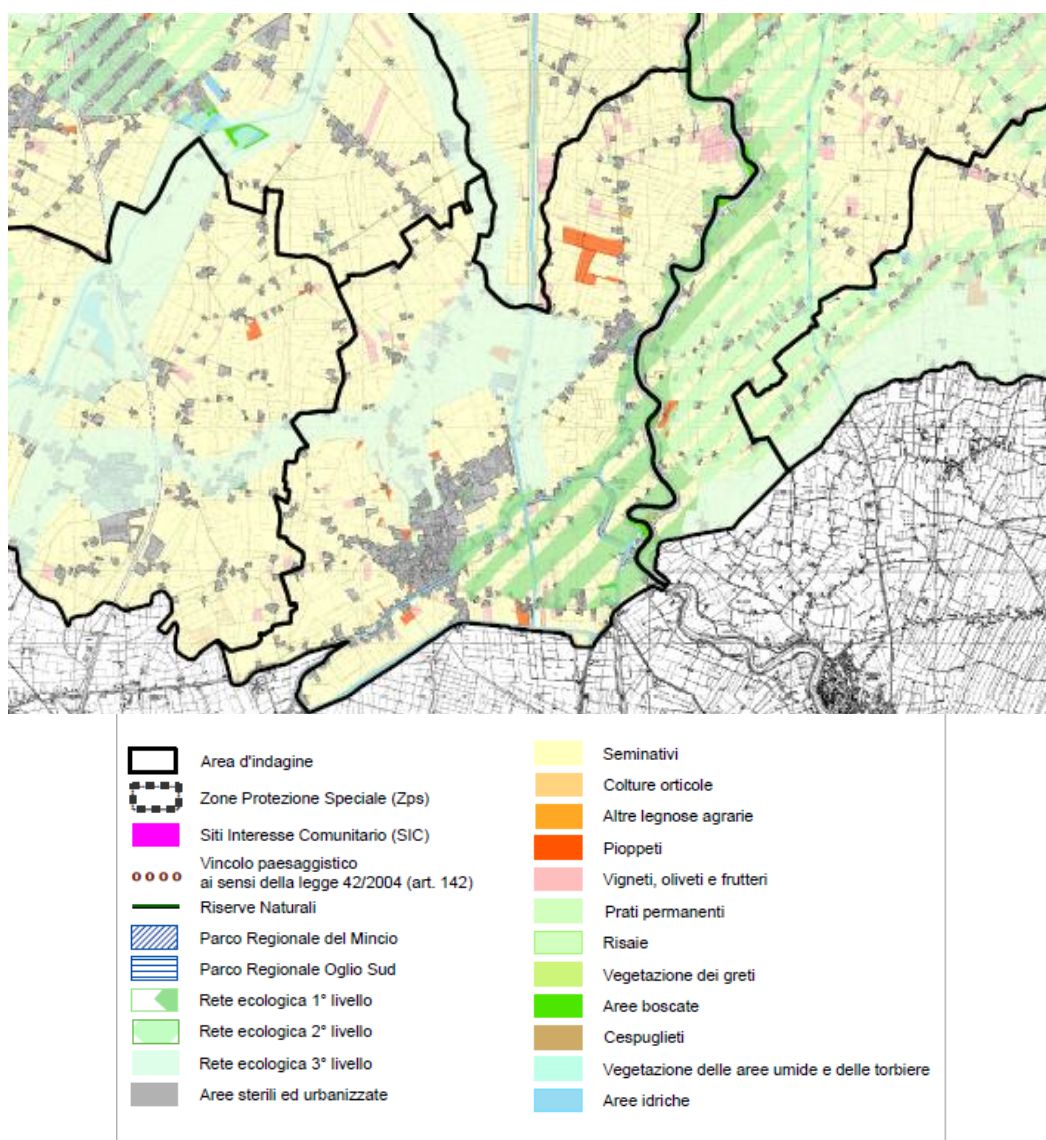 Area d'indagine
Zone Protezione Speciale (Zps)
Siti Interesse Comunitario (SIC)
Vincolo paesaggistico
ai sensi della legge 42/2004 (art. 142)
Riserve Naturali
Parco Regionale del Mincio
Parco Regionale Oglio Sud
Rete ecologica 1° livello
Rete ecologica 2° livello
Rete ecologica 3° livello
Aree sterili ed urbanizzate
Seminativi
Colture orticole
Altre legnose agrarie
Pioppeti
Vigneti, oliveti e frutteri
Prati permanenti
Risaie
Vegetazione dei greti
Aree boscate
Cespuglieti
Vegetazione delle aree umide e delle torbiere
Aree idriche